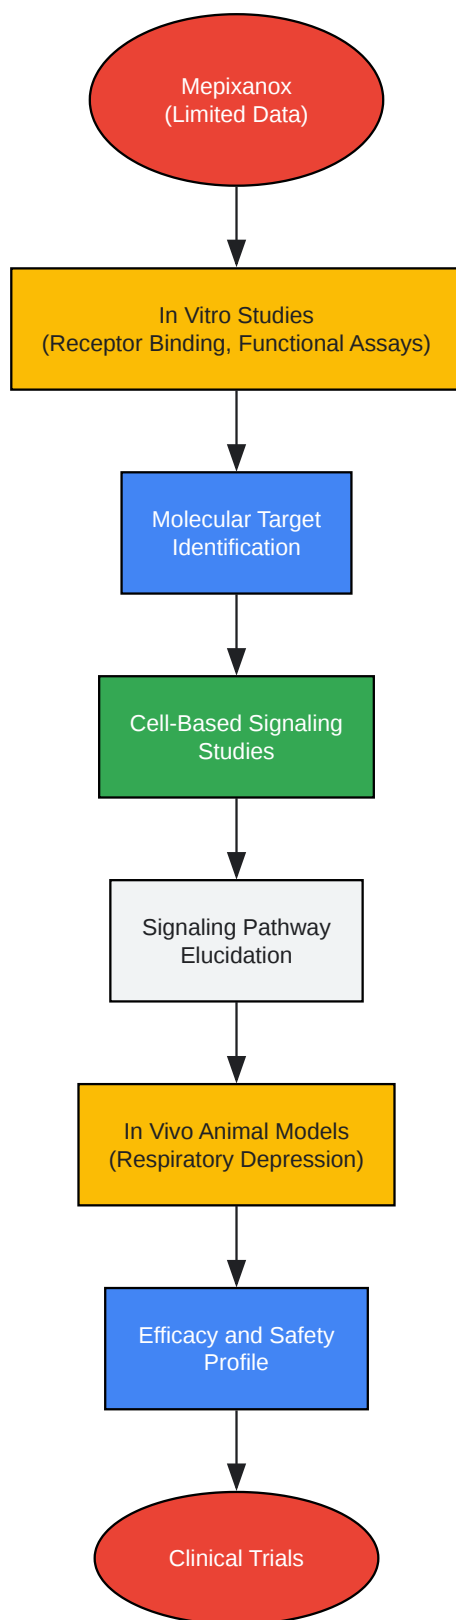 Mepixanox
(Limited Data)
In Vitro Studies
(Receptor Binding, Functional Assays)
Molecular Target
Identification
Cell-Based Signaling
Studies
Signaling Pathway
Elucidation
In Vivo Animal Models
(Respiratory Depression)
Efficacy and Safety
Profile
Clinical Trials